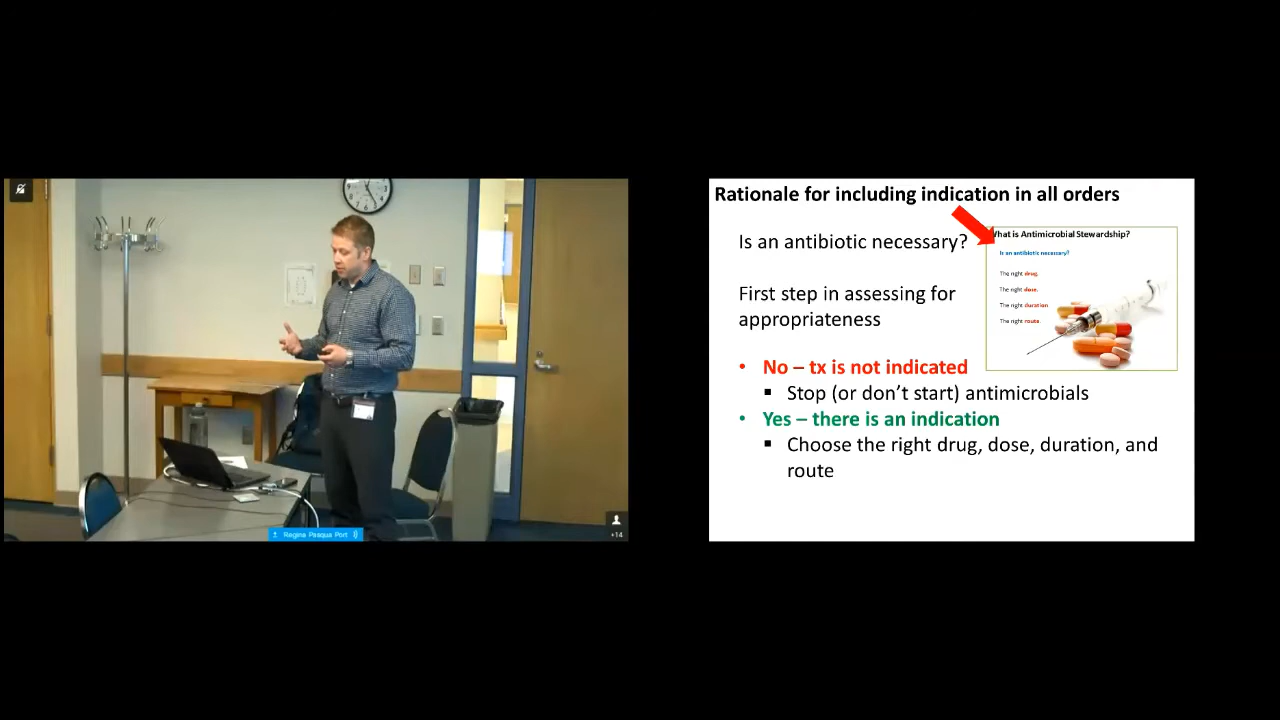 Rationale for including indication in all orders
Is an antibiotic necessary?
First step in assessing for
appropriateness
• No – tx is not indicated
▪ Stop (or don't start) antimicrobials
• Yes – there is an indication
▪ Choose the right drug, dose, duration, and
route
What is Antimicrobial Stewardship?
Is an antibiotic necessary?
The right drug.
The right dose.
The right duration
The right route.
Regina Pasqua Port
+14